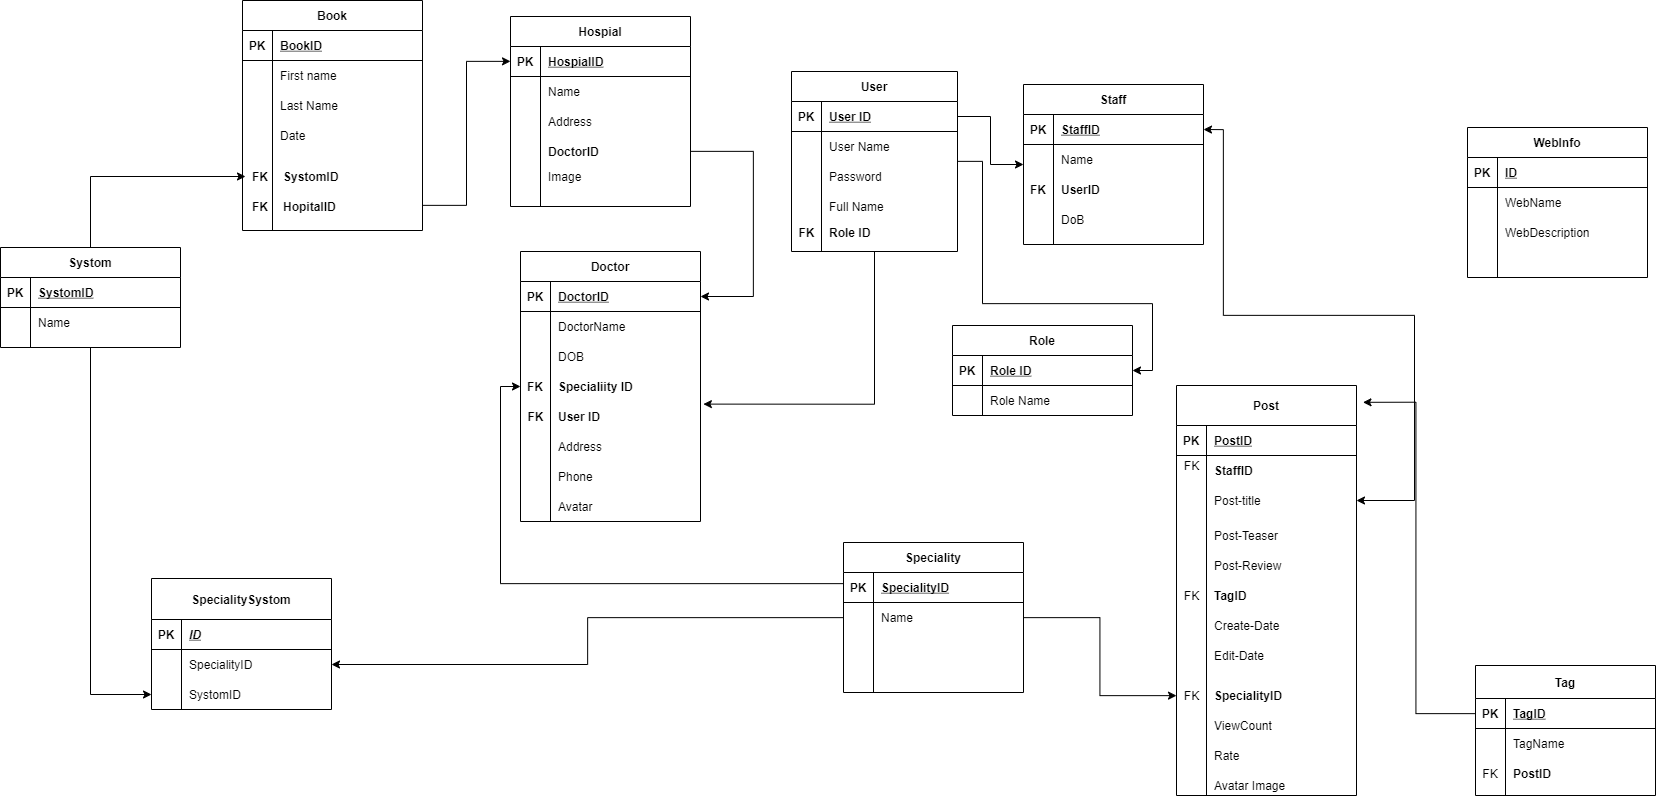 Book
PK BookID
First name
Last Name
Date
FK SystomID
FK HopitalID
Hospial
PK HospialID
Name
Address
DoctorID
Image
User
PK User ID
User Name
Password
Full Name
FK Role ID
Staff
PK StaffID
Name
FK UserID
DoB
WebInfo
PK ID
WebName
WebDescription
Systom
PK SystomID
Name
Doctor
PK DoctorID
DoctorName
DOB
FK Specialiity ID
FK User ID
Address
Phone
Avatar
Role
PK Role ID
Role Name
Post
PK PostID
FK StaffID
Post-title
Post-Teaser
Post-Review
FK TagID
Create-Date
Edit-Date
FK SpecialityID
ViewCount
Rate
Avatar Image
Speciality
PK SpecialityID
Name
SpecialitySystom
PK ID
SpecialityID
SystomID
Tag
PK TagID
TagName
FK PostID